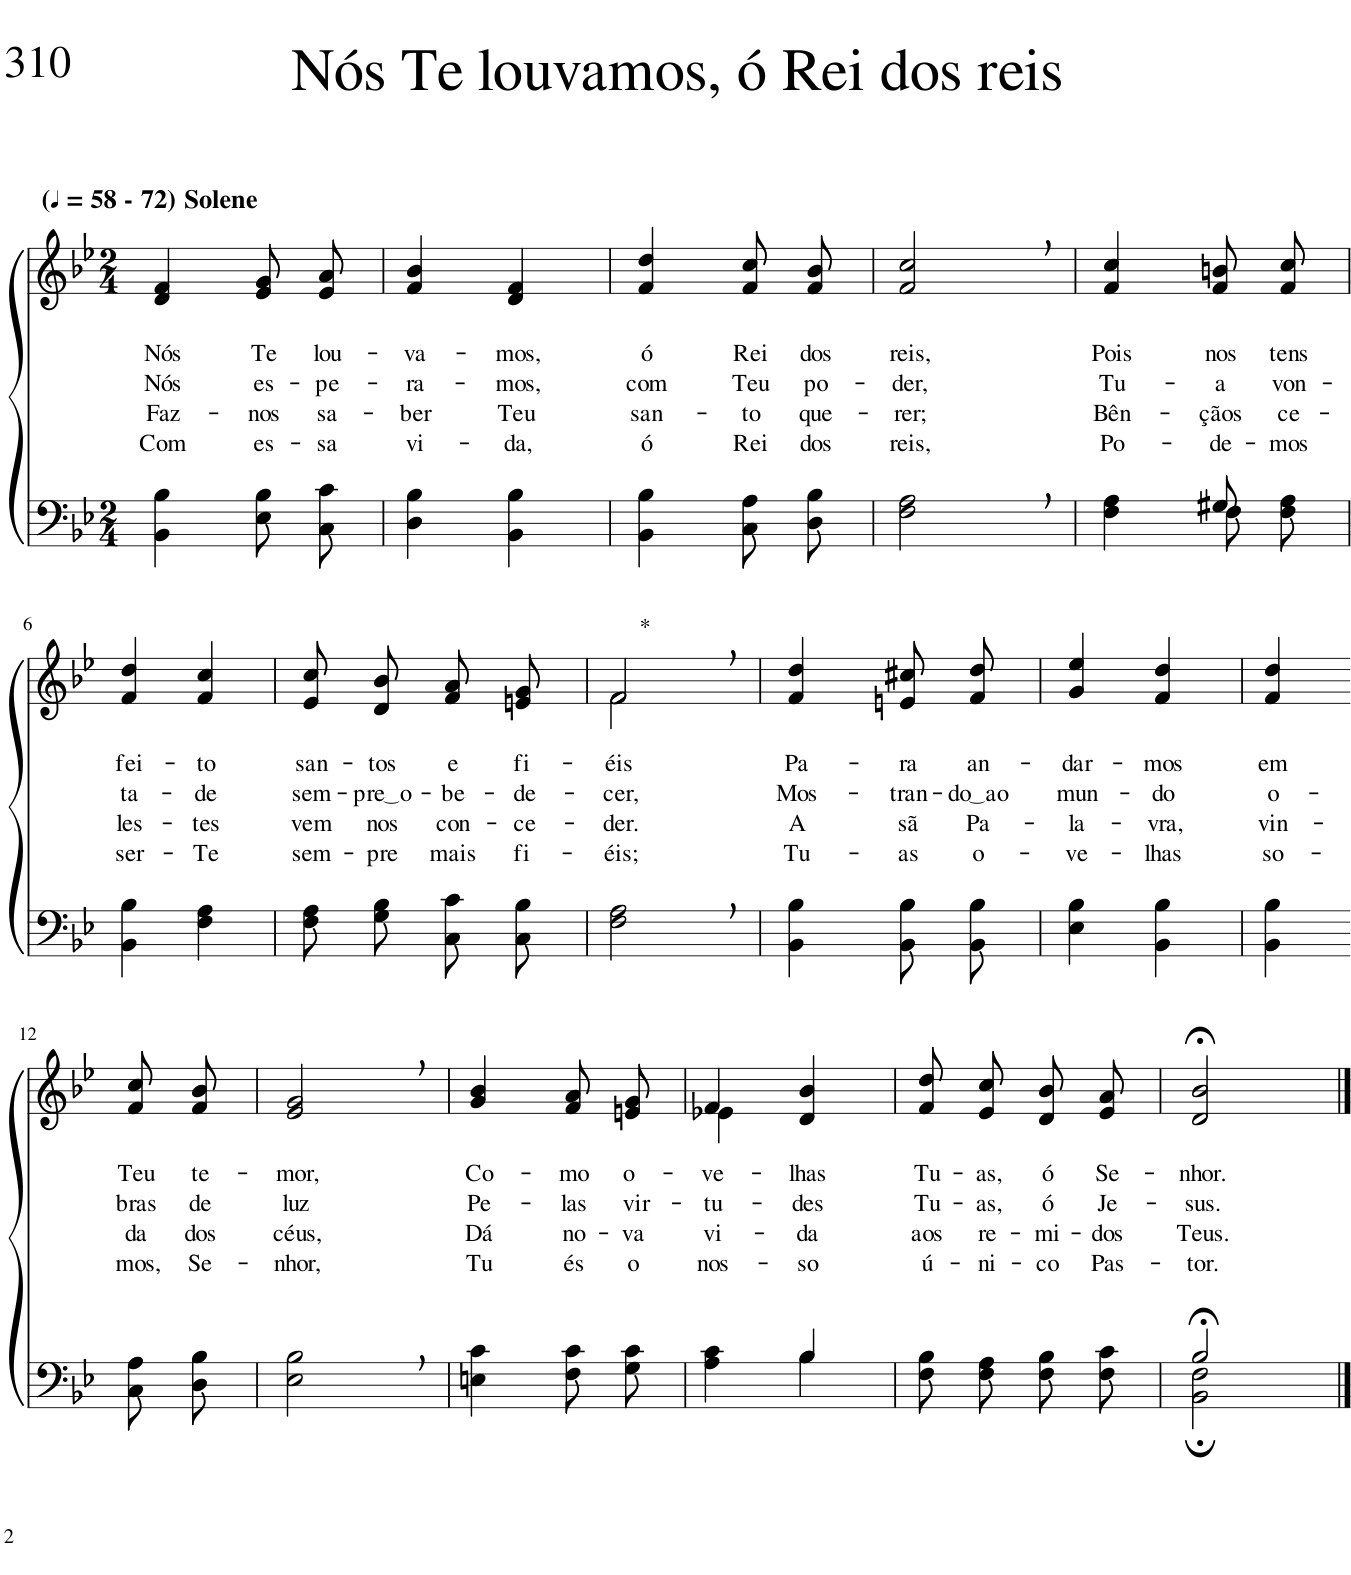 310
Nós Te louvamos, ó Rei dos reis
(♩ = 58 - 72) Solene
2 4
Nós Te lou - va - mos, ó Rei dos reis, Pois nos tens
Nós es - pe - ra - mos, com Teu po - der, Tu - a von -
Faz - nos sa - ber Teu san - to que - rer; Bên - çãos ce -
Com es - sa vi - da, ó Rei dos reis, Po - de - mos
2 4
6
*
fei - to san - tos e fi - éis Pa - ra an - dar - mos em
ta - de sem - pre‿o - be - de - cer, Mos - tran - do‿ao mun - do o -
les - tes vem nos con - ce - der. A sã Pa - la - vra, vin -
ser - Te sem - pre mais fi - éis; Tu - as o - ve - lhas so -
12
Teu te - mor, Co - mo o - ve - lhas Tu - as, ó Se - nhor.
bras de luz Pe - las vir - tu - des Tu - as, ó Je - sus.
da dos céus, Dá no - va vi - da aos re - mi - dos Teus.
mos, Se - nhor, Tu és o nos - so ú - ni - co Pas - tor.
2